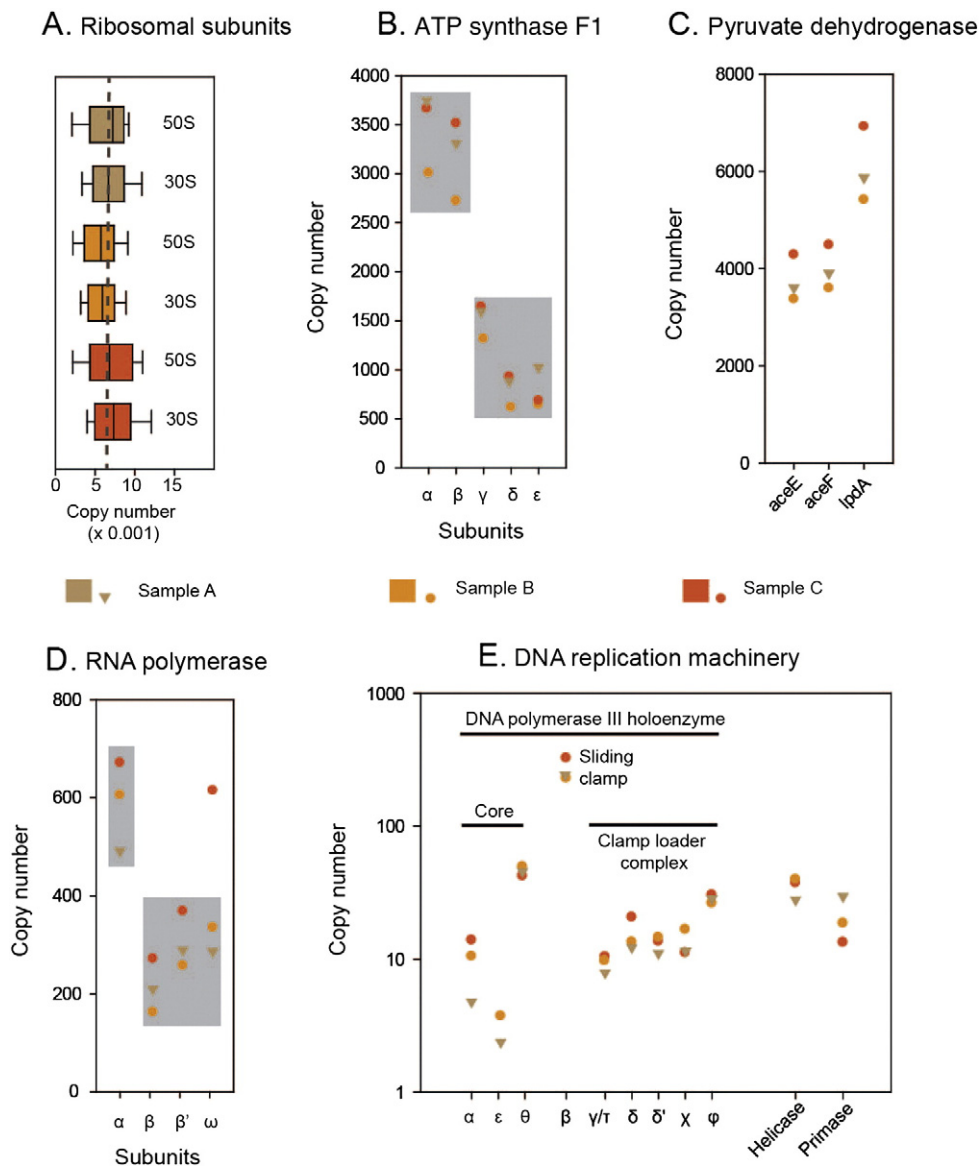 A. Ribosomal subunits
50S
30S
50S
30S
50S
30S
0 5 10 15
Copy number
(x 0.001)
B. ATP synthase F1
Copy number
4000
3500
3000
2500
2000
1500
1000
500
0
α β γ δ ε
Subunits
C. Pyruvate dehydrogenase
Copy number
8000
6000
4000
2000
0
aceE aceF lpdA
Sample A Sample B Sample C
D. RNA polymerase
Copy number
800
600
400
200
0
α β β' ω
Subunits
E. DNA replication machinery
Copy number
1000
100
10
1
DNA polymerase III holoenzyme
Sliding
clamp
Core
Clamp loader
complex
α ε θ β γ/τ δ δ' χ φ Helicase Primase